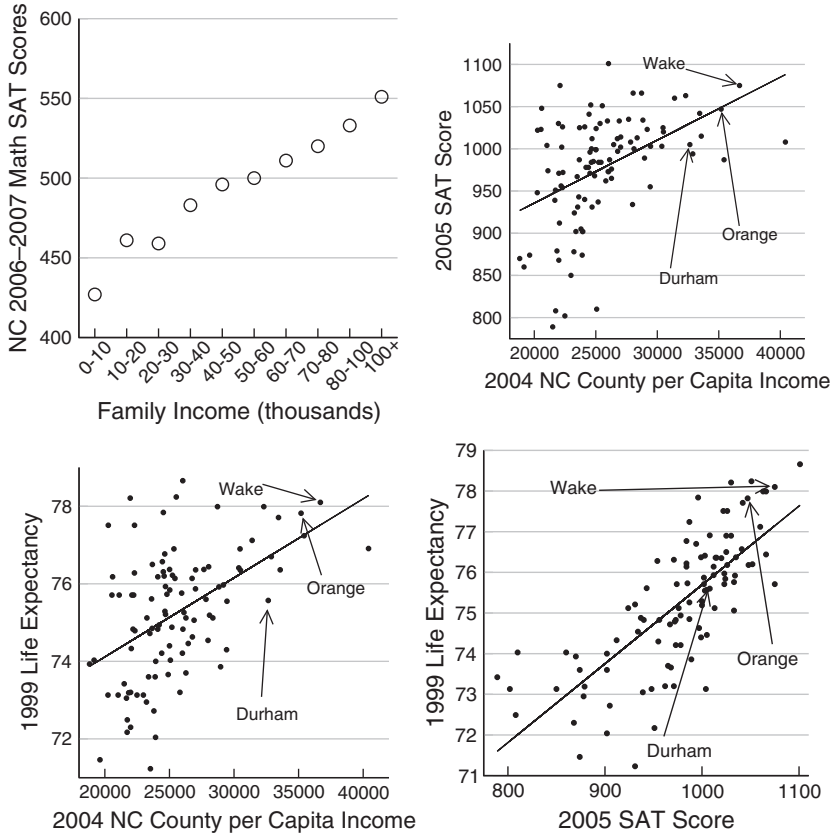 NC 2006–2007 Math SAT Scores
600
550
500
450
400
0-10
10-20
20-30
30-40
40-50
50-60
60-70
70-80
80-100
100+
Family Income (thousands)
2005 SAT Score
1100
1050
1000
950
900
850
800
Wake
Orange
Durham
20000 25000 30000 35000 40000
2004 NC County per Capita Income
1999 Life Expectancy
78
76
74
72
Wake
Orange
Durham
20000 25000 30000 35000 40000
2004 NC County per Capita Income
1999 Life Expectancy
79
78
77
76
75
74
73
72
71
Wake
Orange
Durham
800 900 1000 1100
2005 SAT Score